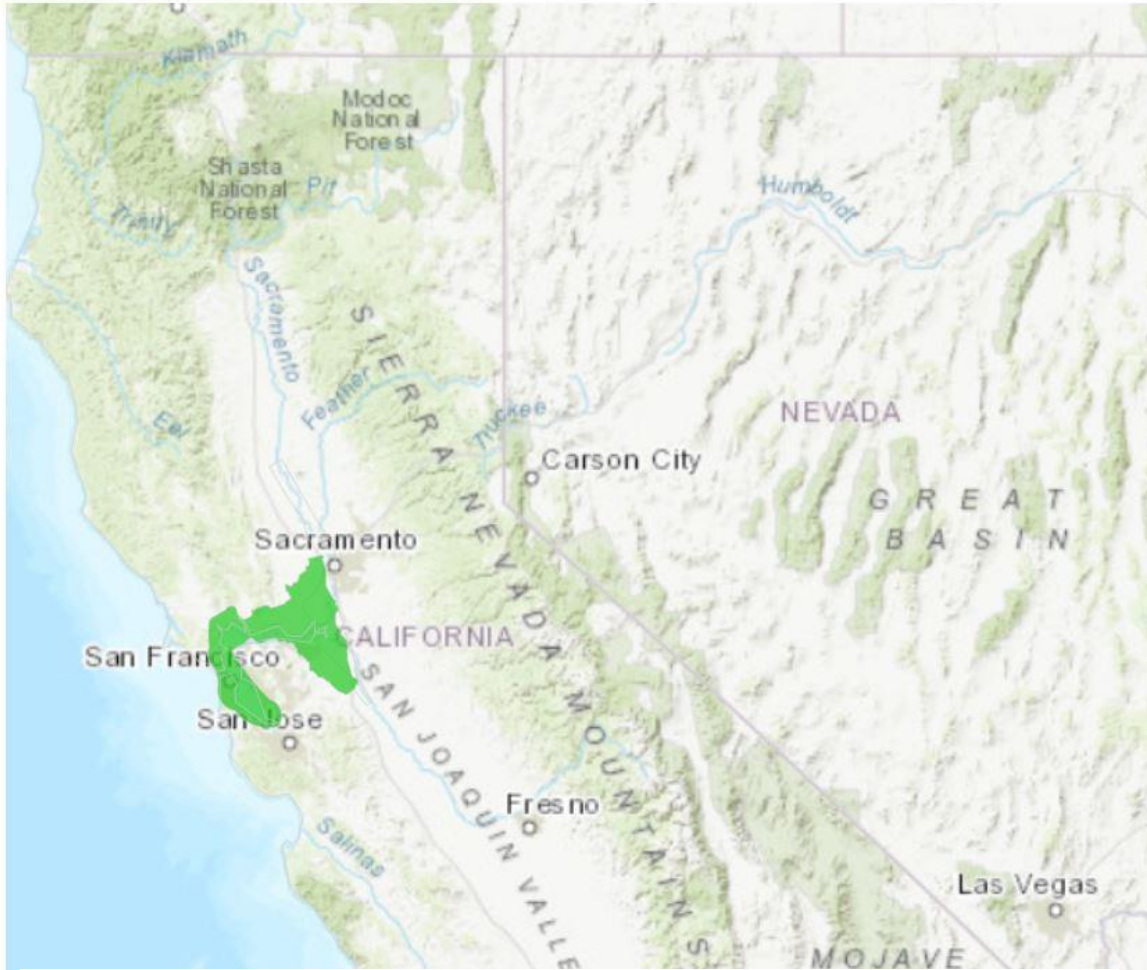 Klamath
Modoc
National
Forest
Shasta
National
Forest
Pit
Trinity
Humboldt
Sacramento
SIERRA NEVADA MOUNTAINS
Feather
Truckee
Eel
NEVADA
Carson City
GREAT
BASIN
Sacramento
CALIFORNIA
San Francisco
San Jose
SAN JOAQUIN VALLE
Fresno
Salinas
Las Vegas
MOJAVE